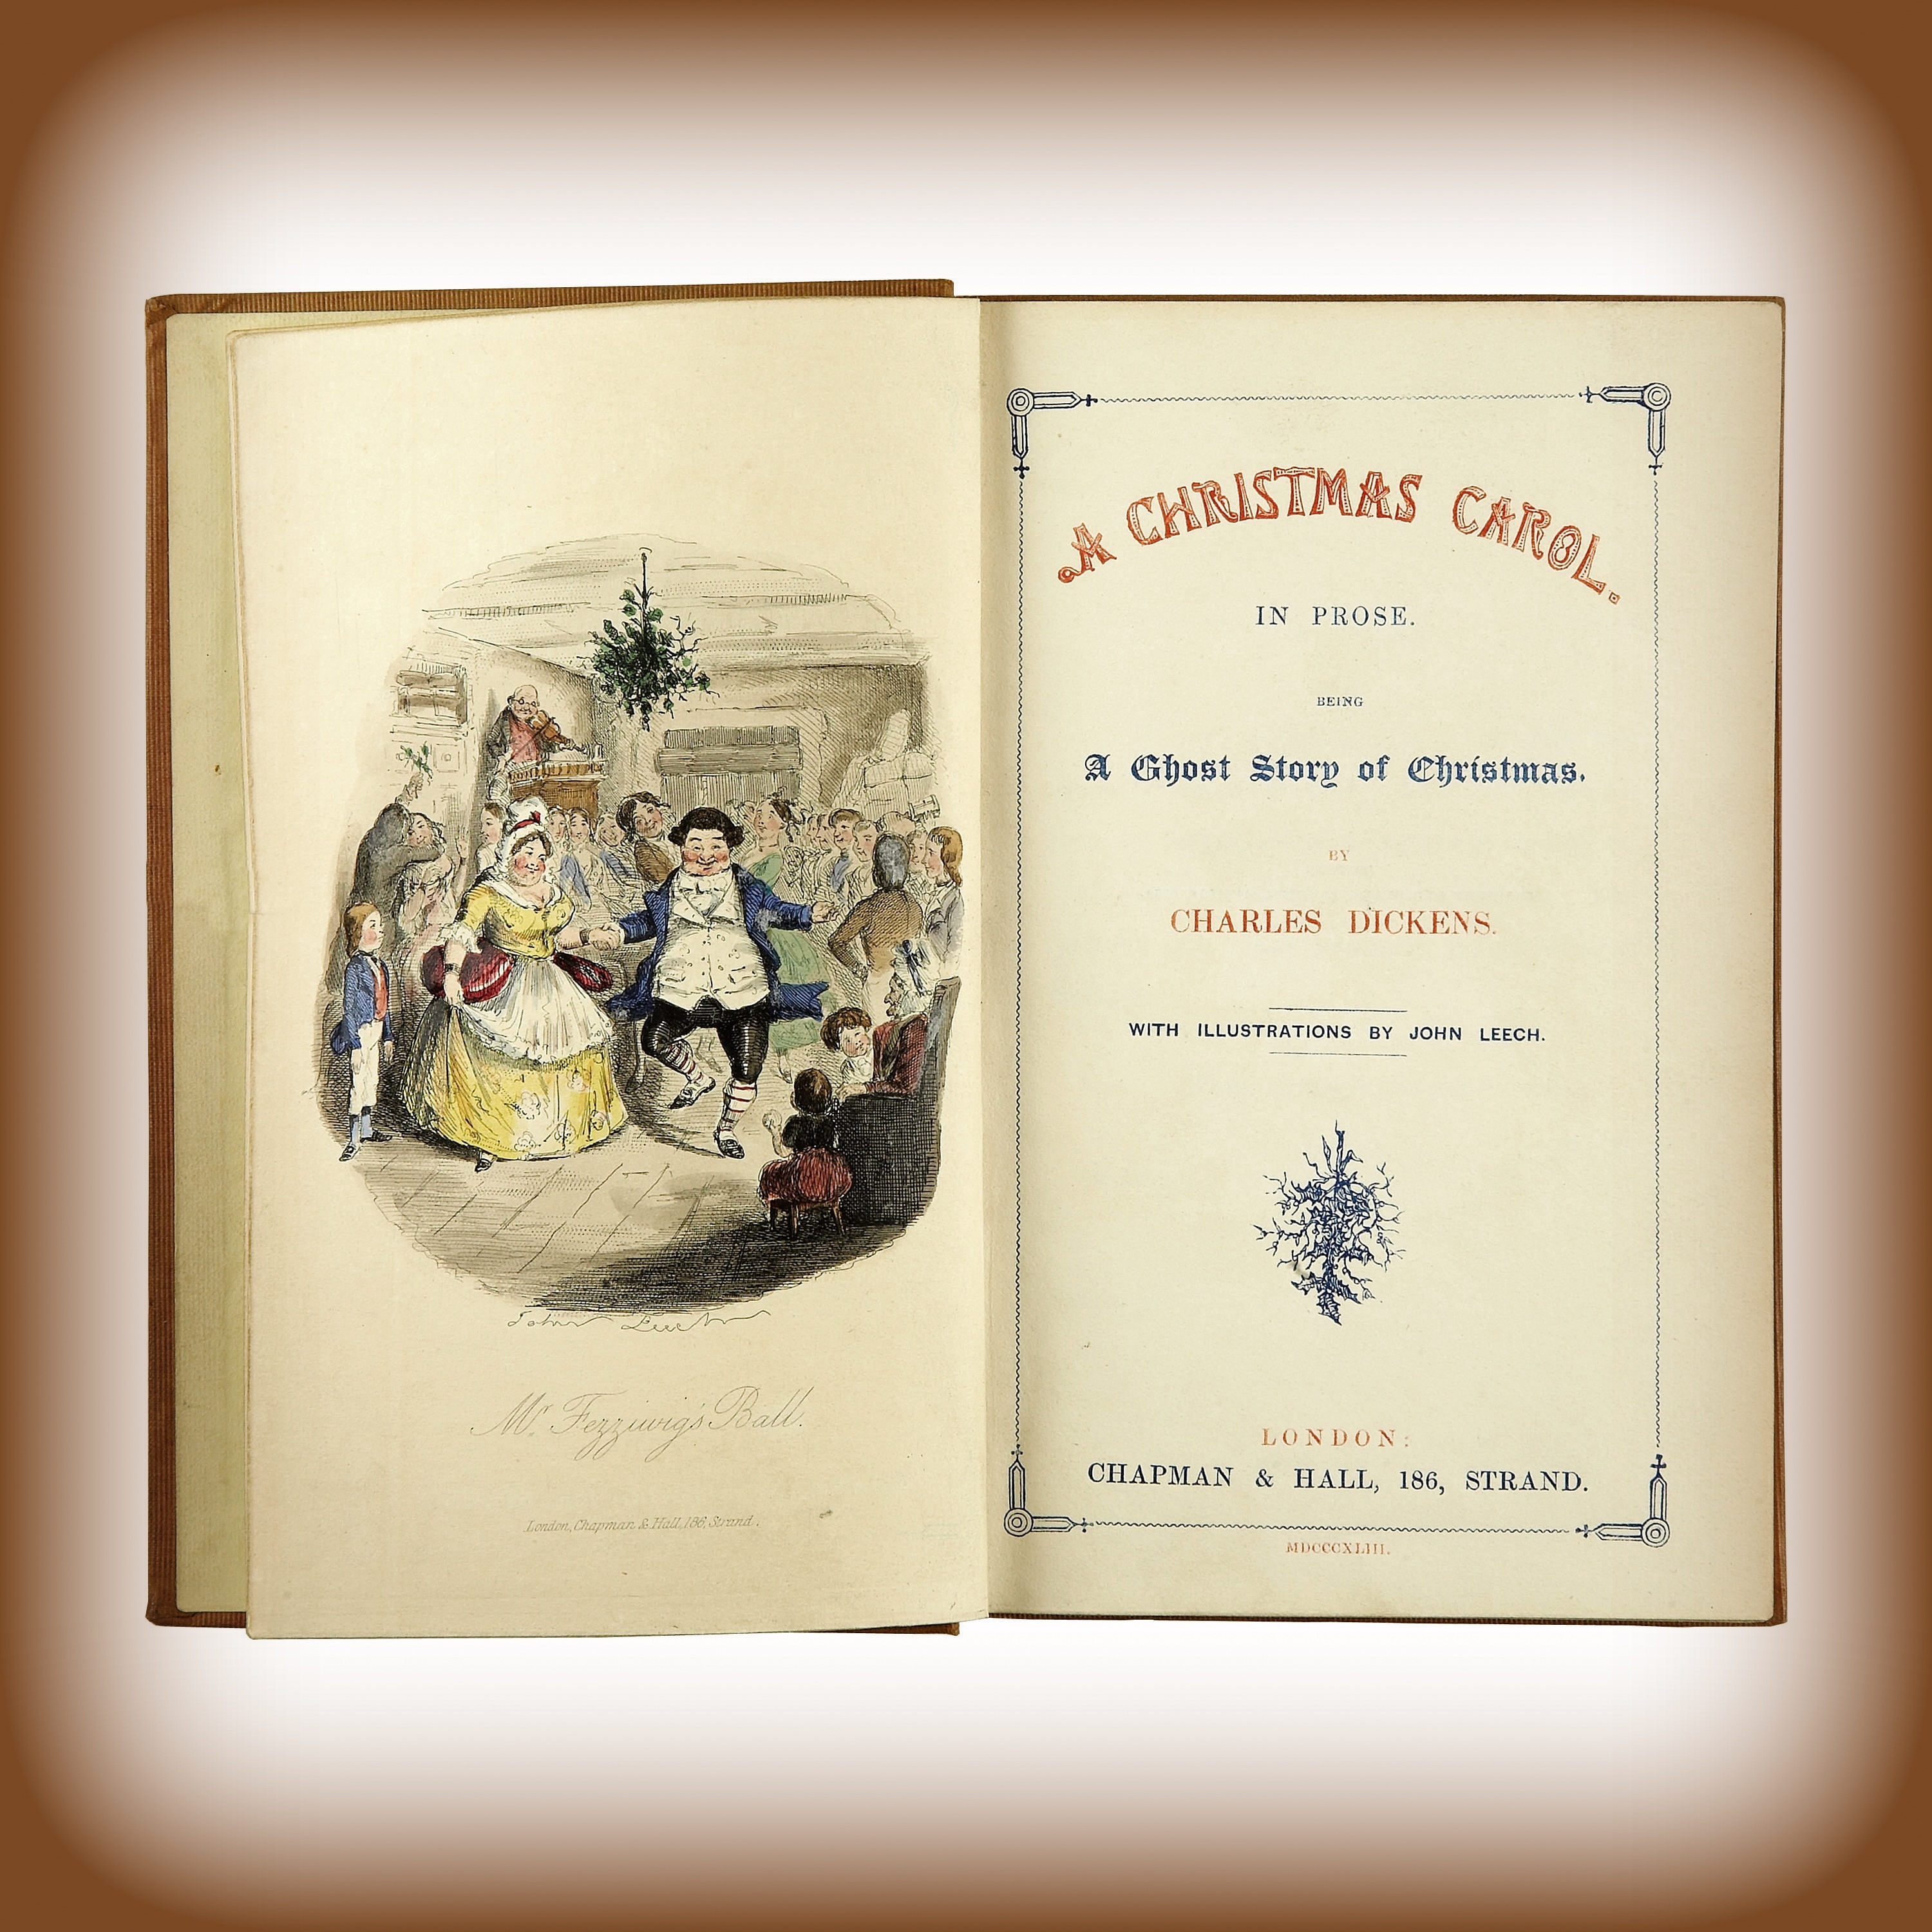 John Leech
Mr. Fezziwig's Ball.
London, Chapman & Hall, 186, Strand.
A CHRISTMAS CAROL.
IN PROSE.
BEING
A Ghost Story of Christmas.
BY
CHARLES DICKENS.
WITH ILLUSTRATIONS BY JOHN LEECH.
LONDON:
CHAPMAN & HALL, 186, STRAND.
MDCCCXLIII.